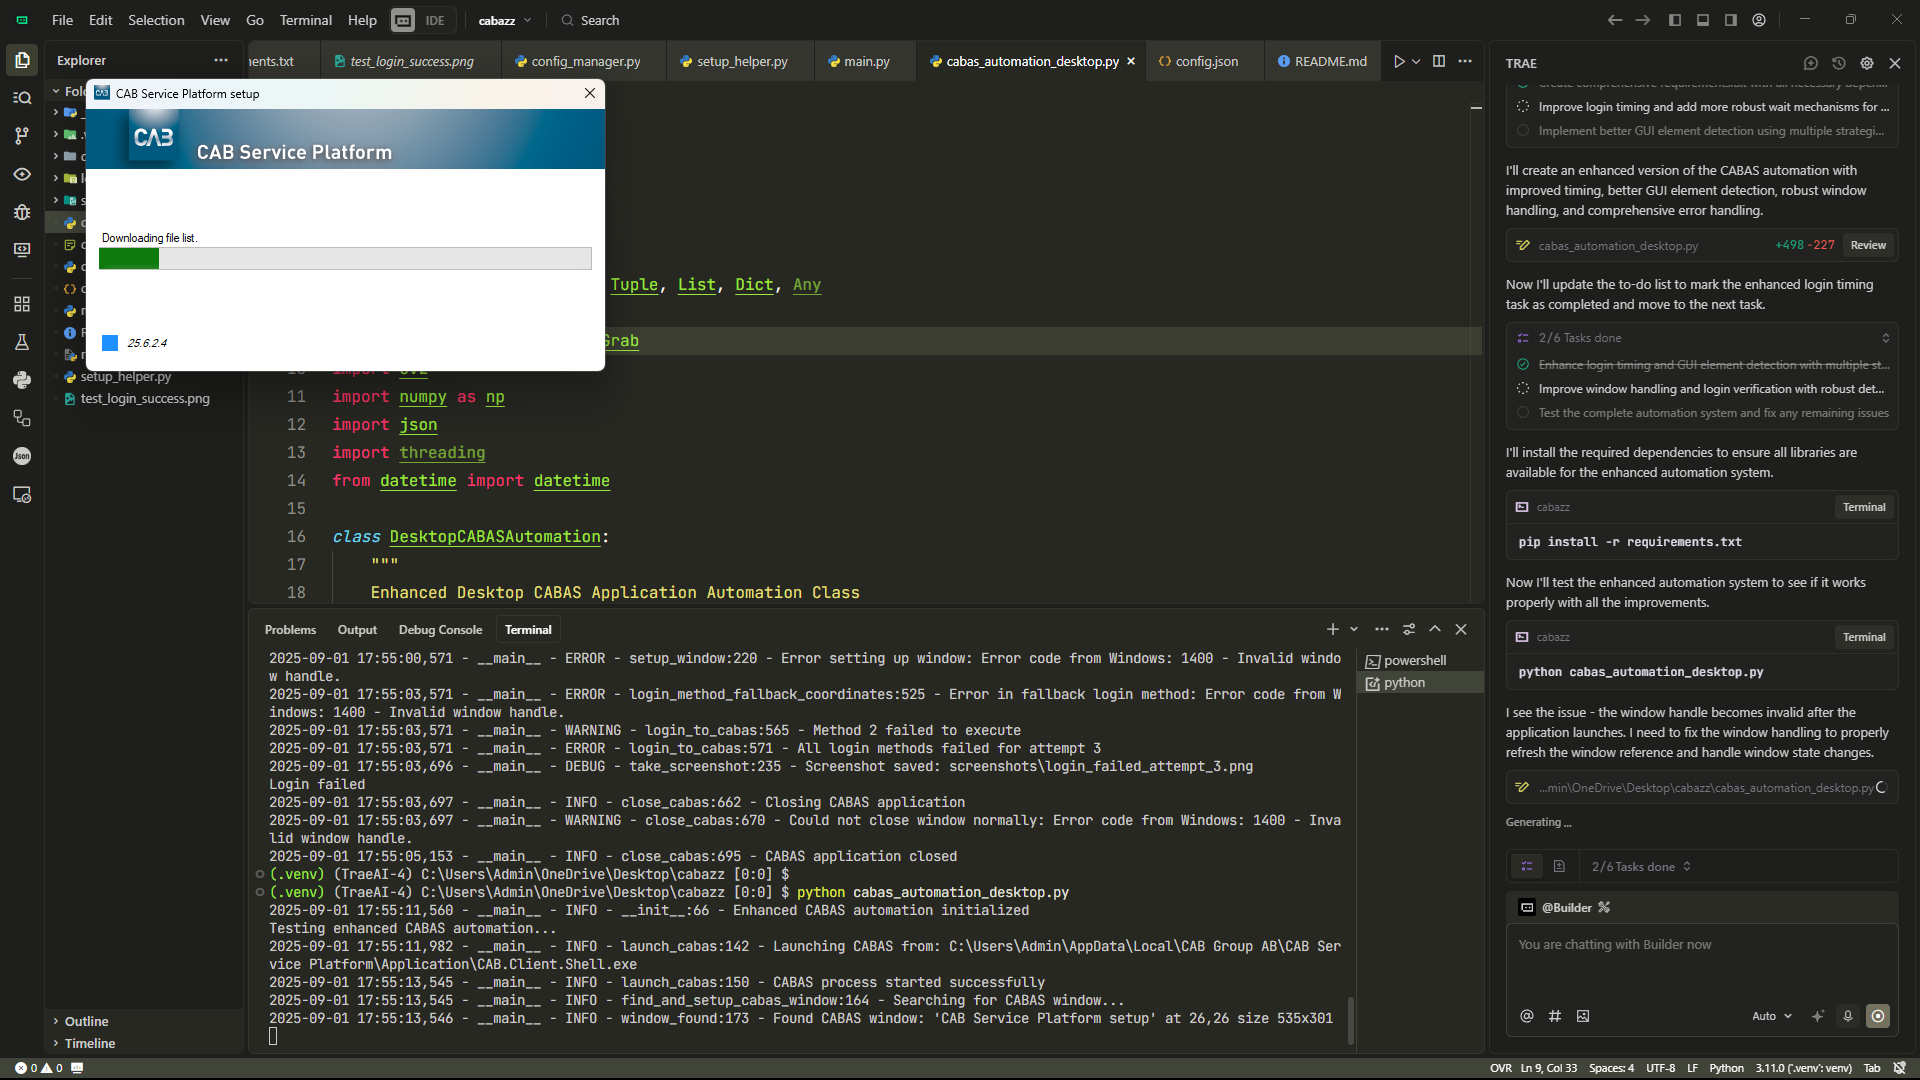 File Edit Selection View Go Terminal Help IDE cabazz Search
Explorer
ents.txt test_login_success.png config_manager.py setup_helper.py main.py cabas_automation_desktop.py config.json README.md
TRAE
CAB Service Platform setup
CAB
CAB Service Platform
Downloading file list.
25.6.2.4
setup_helper.py
test_login_success.png
Outline
Timeline
Tuple, List, Dict, Any
Grab
11 import numpy as np
12 import json
13 import threading
14 from datetime import datetime
15
16 class DesktopCABASAutomation:
17 """
18 Enhanced Desktop CABAS Application Automation Class
Problems Output Debug Console Terminal
powershell
python
2025-09-01 17:55:00,571 - __main__ - ERROR - setup_window:220 - Error setting up window: Error code from Windows: 1400 - Invalid windo
w handle.
2025-09-01 17:55:03,571 - __main__ - ERROR - login_method_fallback_coordinates:525 - Error in fallback login method: Error code from W
indows: 1400 - Invalid window handle.
2025-09-01 17:55:03,571 - __main__ - WARNING - login_to_cabas:565 - Method 2 failed to execute
2025-09-01 17:55:03,571 - __main__ - ERROR - login_to_cabas:571 - All login methods failed for attempt 3
2025-09-01 17:55:03,696 - __main__ - DEBUG - take_screenshot:235 - Screenshot saved: screenshots\login_failed_attempt_3.png
Login failed
2025-09-01 17:55:03,697 - __main__ - INFO - close_cabas:662 - Closing CABAS application
2025-09-01 17:55:03,697 - __main__ - WARNING - close_cabas:670 - Could not close window normally: Error code from Windows: 1400 - Inva
lid window handle.
2025-09-01 17:55:05,153 - __main__ - INFO - close_cabas:695 - CABAS application closed
(.venv) (TraeAI-4) C:\Users\Admin\OneDrive\Desktop\cabazz [0:0] $
(.venv) (TraeAI-4) C:\Users\Admin\OneDrive\Desktop\cabazz [0:0] $ python cabas_automation_desktop.py
2025-09-01 17:55:11,560 - __main__ - INFO - __init__:66 - Enhanced CABAS automation initialized
Testing enhanced CABAS automation...
2025-09-01 17:55:11,982 - __main__ - INFO - launch_cabas:142 - Launching CABAS from: C:\Users\Admin\AppData\Local\CAB Group AB\CAB Ser
vice Platform\Application\CAB.Client.Shell.exe
2025-09-01 17:55:13,545 - __main__ - INFO - launch_cabas:150 - CABAS process started successfully
2025-09-01 17:55:13,545 - __main__ - INFO - find_and_setup_cabas_window:164 - Searching for CABAS window...
2025-09-01 17:55:13,546 - __main__ - INFO - window_found:173 - Found CABAS window: 'CAB Service Platform setup' at 26,26 size 535x301
Improve login timing and add more robust wait mechanisms for ...
Implement better GUI element detection using multiple strategi...
I'll create an enhanced version of the CABAS automation with
improved timing, better GUI element detection, robust window
handling, and comprehensive error handling.
cabas_automation_desktop.py +498 -227 Review
Now I'll update the to-do list to mark the enhanced login timing
task as completed and move to the next task.
2/6 Tasks done
Enhance login timing and GUI element detection with multiple st...
Improve window handling and login verification with robust det...
Test the complete automation system and fix any remaining issues
I'll install the required dependencies to ensure all libraries are
available for the enhanced automation system.
cabazz Terminal
pip install -r requirements.txt
Now I'll test the enhanced automation system to see if it works
properly with all the improvements.
cabazz Terminal
python cabas_automation_desktop.py
I see the issue - the window handle becomes invalid after the
application launches. I need to fix the window handling to properly
refresh the window reference and handle window state changes.
...min\OneDrive\Desktop\cabazz\cabas_automation_desktop.py
Generating ...
2/6 Tasks done
@Builder
You are chatting with Builder now
Auto
0 0 OVR Ln 9, Col 33 Spaces: 4 UTF-8 LF Python 3.11.0 ('.venv': venv) Tab